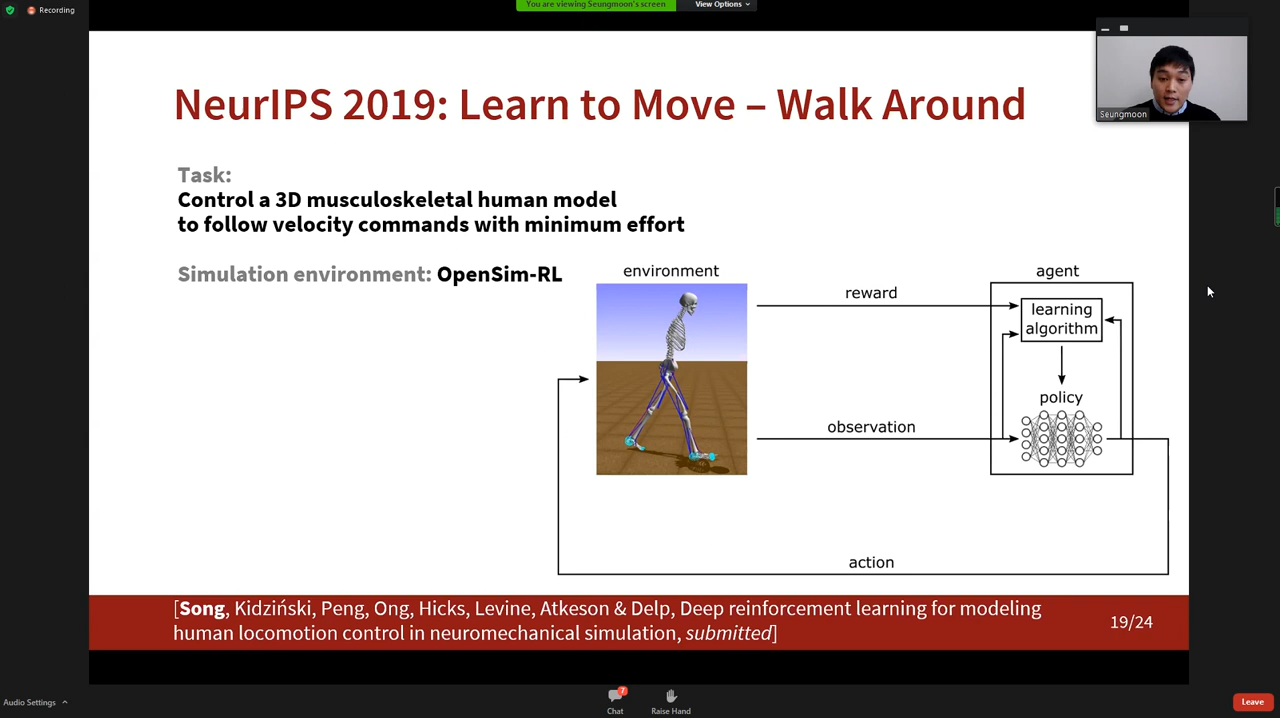 Recording
You are viewing Seungmoon's screen
View Options
Seungmoon
NeurIPS 2019: Learn to Move – Walk Around
Task:
Control a 3D musculoskeletal human model
to follow velocity commands with minimum effort
Simulation environment: OpenSim-RL
environment
agent
reward
learning
algorithm
policy
observation
action
[Song, Kidziński, Peng, Ong, Hicks, Levine, Atkeson & Delp, Deep reinforcement learning for modeling
human locomotion control in neuromechanical simulation, submitted]
19/24
Audio Settings
7
Chat
Raise Hand
Leave